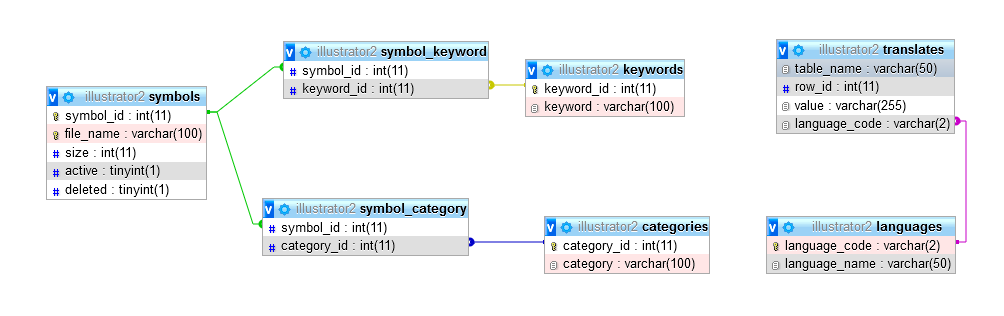 v illustrator2 symbols
symbol_id : int(11)
file_name : varchar(100)
# size : int(11)
# active : tinyint(1)
# deleted : tinyint(1)
v illustrator2 symbol_keyword
# symbol_id : int(11)
# keyword_id : int(11)
v illustrator2 keywords
keyword_id : int(11)
keyword : varchar(100)
v illustrator2 symbol_category
# symbol_id : int(11)
# category_id : int(11)
v illustrator2 categories
category_id : int(11)
category : varchar(100)
v illustrator2 translates
table_name : varchar(50)
# row_id : int(11)
value : varchar(255)
language_code : varchar(2)
v illustrator2 languages
language_code : varchar(2)
language_name : varchar(50)